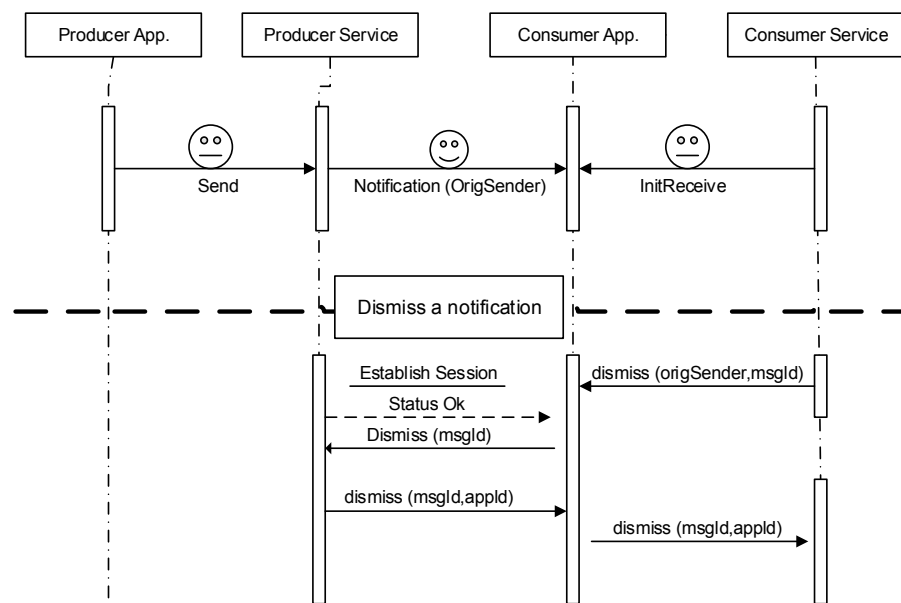 Producer App.
Producer Service
Consumer App.
Consumer Service
Send
Notification (OrigSender)
InitReceive
Dismiss a notification
Establish Session
dismiss (origSender,msgId)
Status Ok
Dismiss (msgId)
dismiss (msgId,appId)
dismiss (msgId,appId)